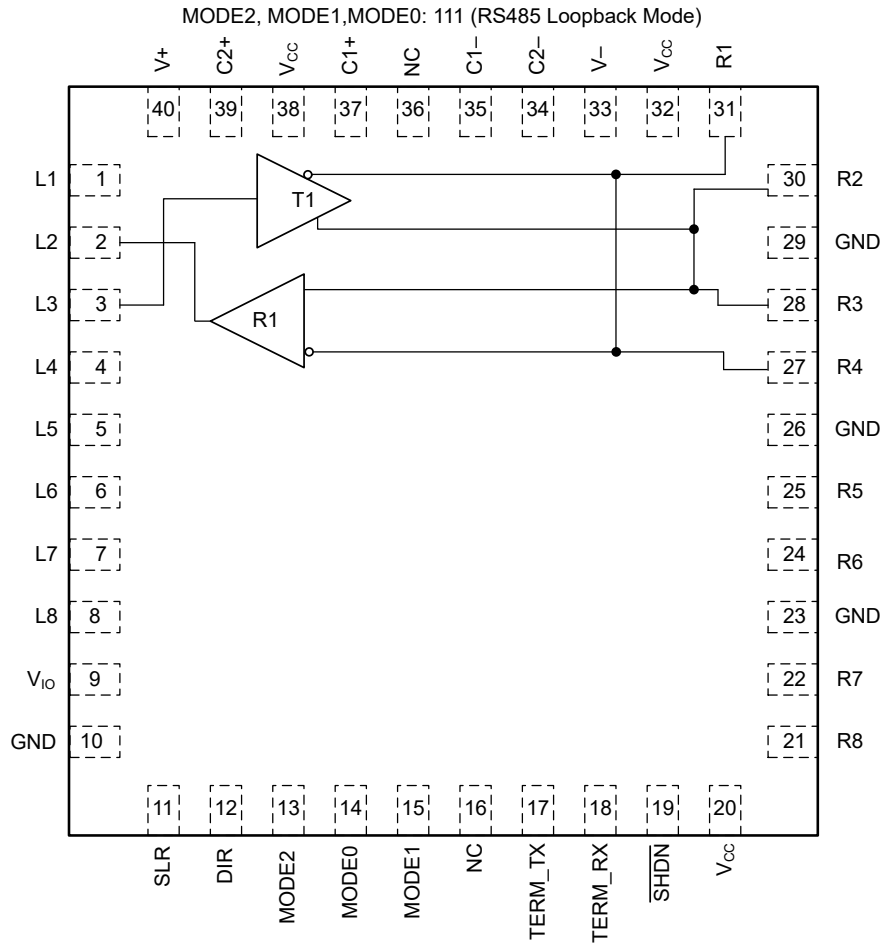 MODE2, MODE1,MODE0: 111 (RS485 Loopback Mode)
V+ C2+ VCC C1+ NC C1– C2– V– VCC R1
40 39 38 37 36 35 34 33 32 31
L1 1 T1 30 R2
L2 2 29 GND
L3 3 R1 28 R3
L4 4 27 R4
L5 5 26 GND
L6 6 25 R5
L7 7 24 R6
L8 8 23 GND
VIO 9 22 R7
GND 10 21 R8
11 12 13 14 15 16 17 18 19 20
SLR DIR MODE2 MODE0 MODE1 NC TERM_TX TERM_RX SHDN VCC